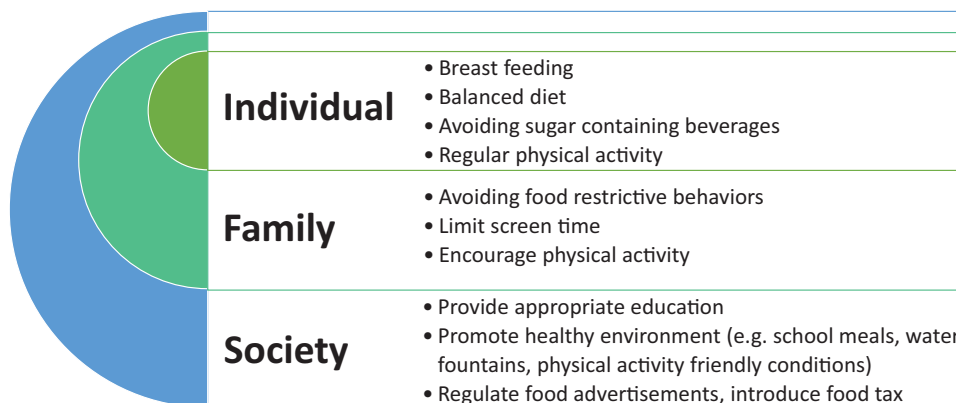 Individual
• Breast feeding
• Balanced diet
• Avoiding sugar containing beverages
• Regular physical activity
Family
• Avoiding food restrictive behaviors
• Limit screen time
• Encourage physical activity
Society
• Provide appropriate education
• Promote healthy environment (e.g. school meals, water
fountains, physical activity friendly conditions)
• Regulate food advertisements, introduce food tax